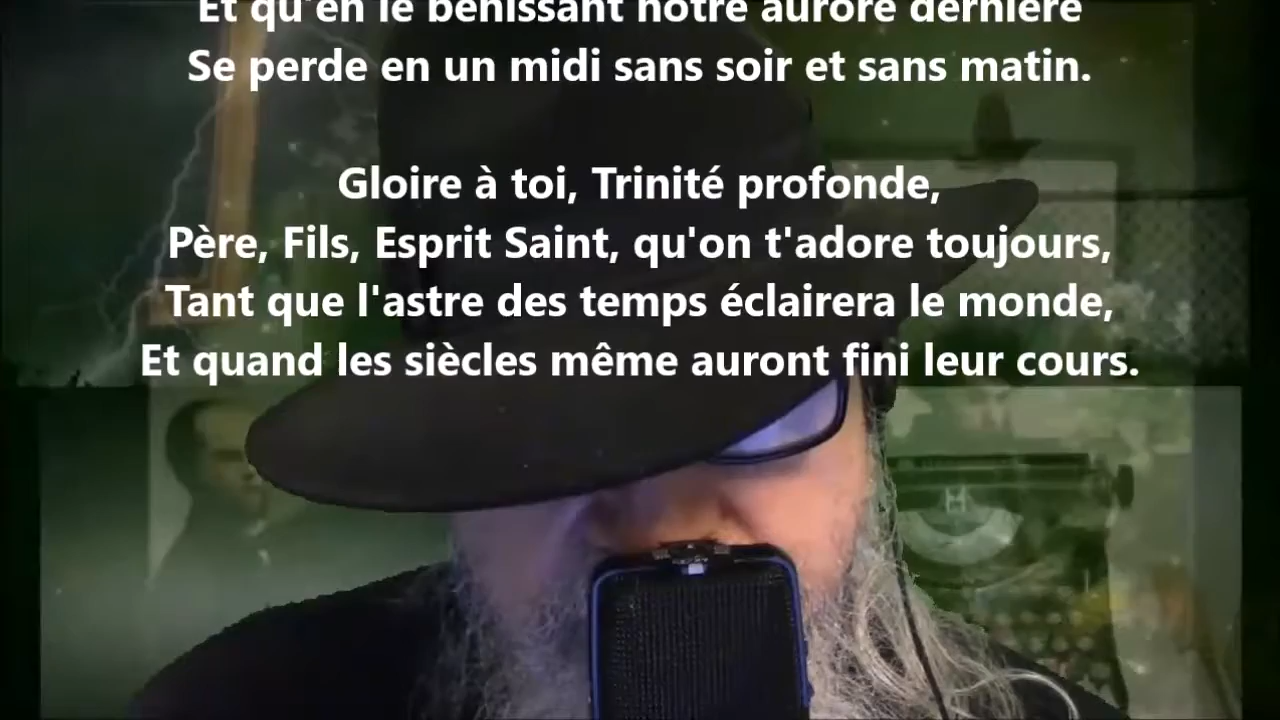 Et qu'en le bénissant notre aurore dernière
Se perde en un midi sans soir et sans matin.
Gloire à toi, Trinité profonde,
Père, Fils, Esprit Saint, qu'on t'adore toujours,
Tant que l'astre des temps éclairera le monde,
Et quand les siècles même auront fini leur cours.